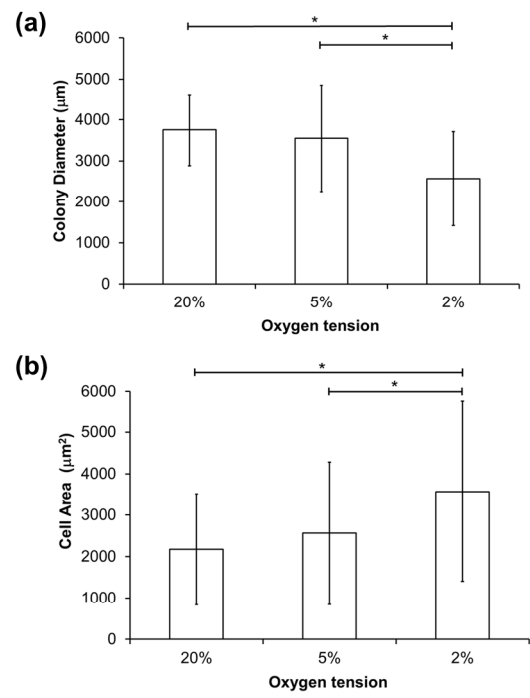 (a)
*
*
6000
5000
4000
3000
2000
1000
0
Colony Diameter (μm)
20% 5% 2%
Oxygen tension
(b)
*
*
6000
5000
4000
3000
2000
1000
0
Cell Area (μm²)
20% 5% 2%
Oxygen tension